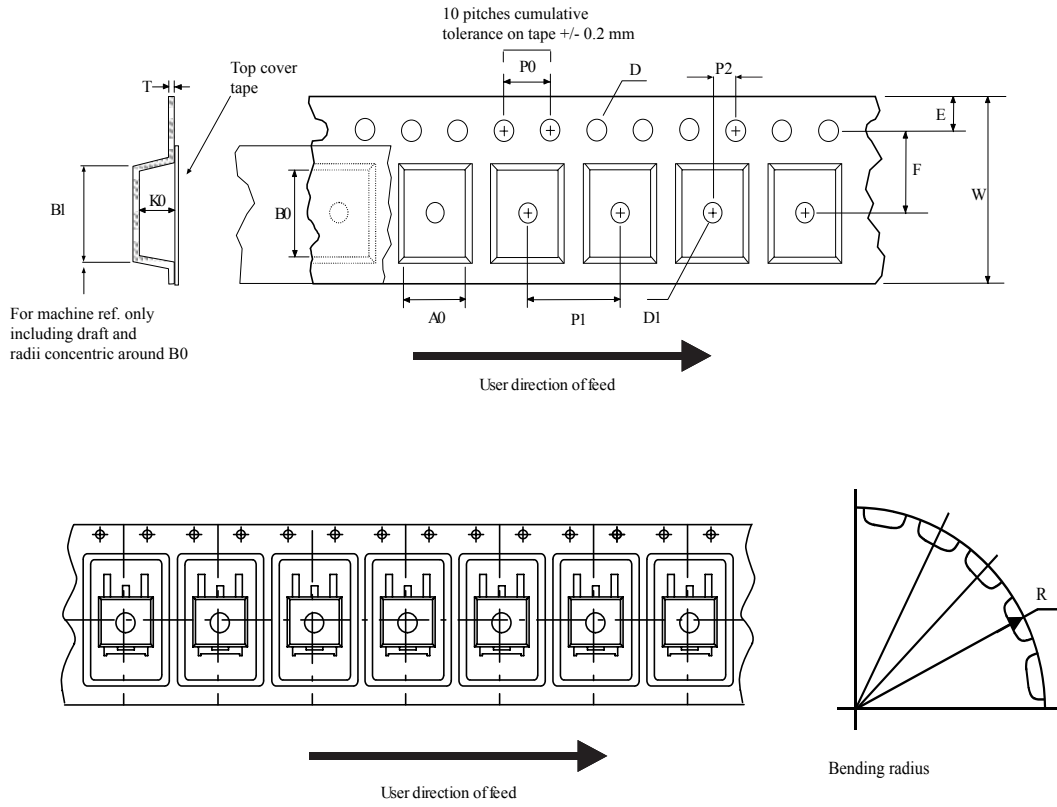 10 pitches cumulative
tolerance on tape +/- 0.2 mm
T
Top cover
tape
P0
D
P2
E
F
W
B1
K0
B0
For machine ref. only
including draft and
radii concentric around B0
A0
P1
D1
User direction of feed
R
Bending radius
User direction of feed